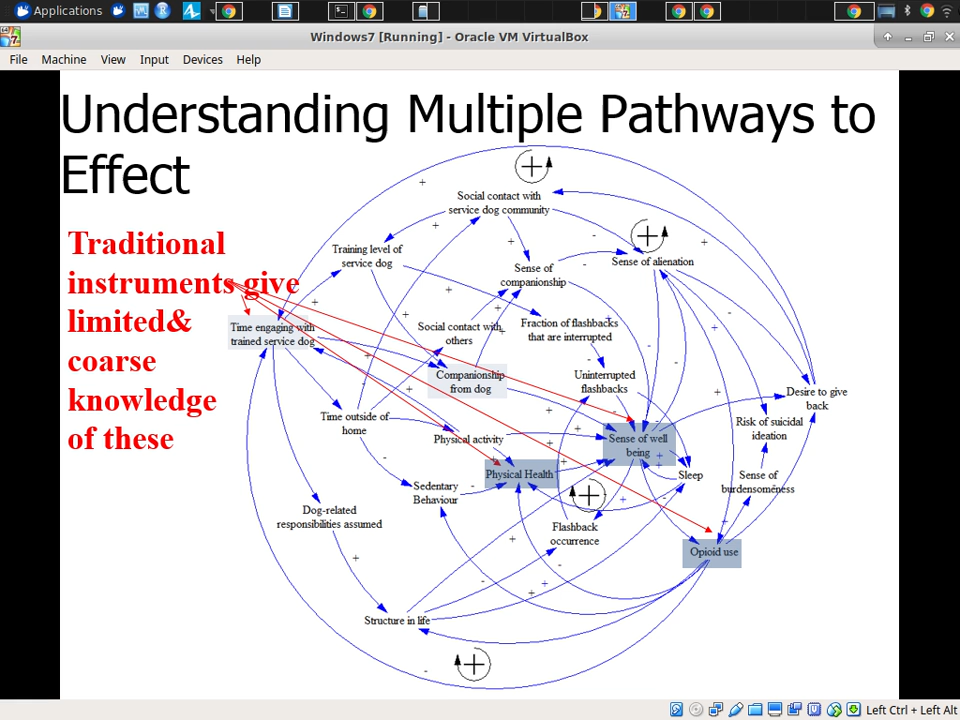 Applications
Windows7 [Running] - Oracle VM VirtualBox
File Machine View Input Devices Help
Understanding Multiple Pathways to
Effect
Traditional
instruments give
limited&
coarse
knowledge
of these
Social contact with
service dog community
Training level of
service dog
Sense of
companionship
Sense of alienation
Time engaging with
trained service dog
Social contact with
others
Fraction of flashbacks
that are interrupted
Companionship
from dog
Uninterrupted
flashbacks
Desire to give
back
Time outside of
home
Physical activity
Sense of well
being
Risk of suicidal
ideation
Physical Health
Sleep
Sense of
burdensomeness
Sedentary
Behaviour
Dog-related
responsibilities assumed
Flashback
occurrence
Opioid use
Structure in life
Left Ctrl + Left Alt